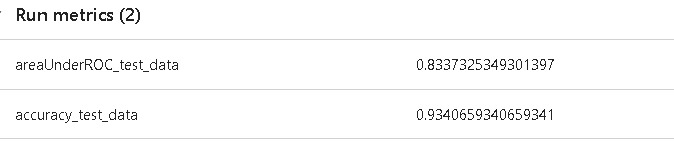 Run metrics (2)
areaUnderROC_test_data 0.8337325349301397
accuracy_test_data 0.9340659340659341